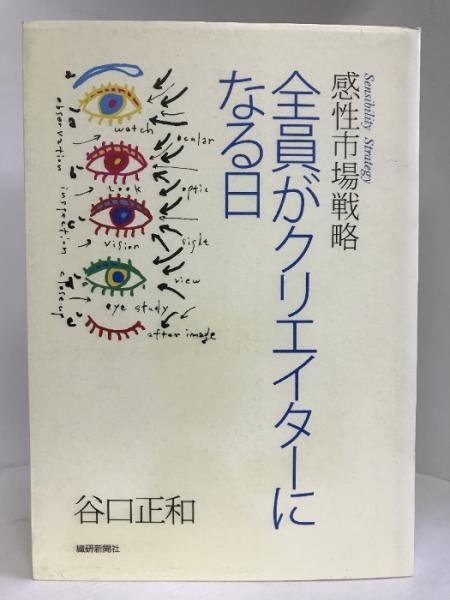 Sensibility Strategy
感性市場戦略
全員がクリエイターに
なる日
observation
watch
ocular
look
optic
inspection
vision
sight
view
closeup
eye study
after image
谷口正和
繊研新聞社